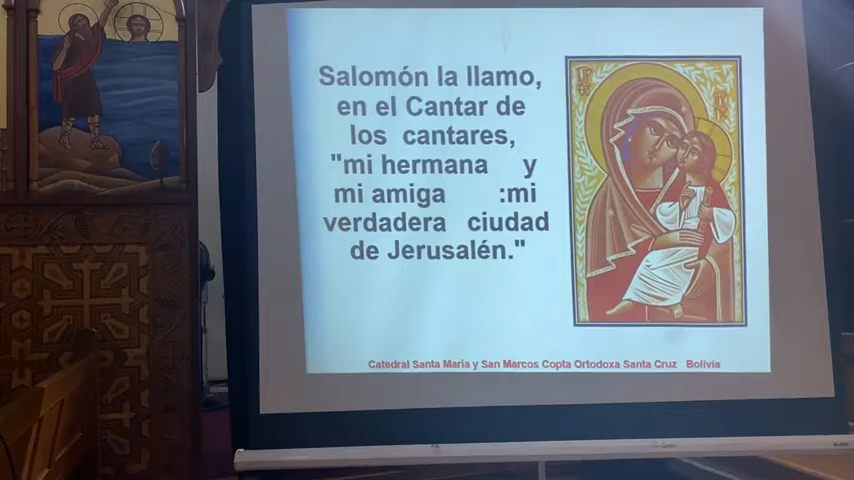 Salomón la llamo,
en el Cantar de
los cantares,
"mi hermana y
mi amiga :mi
verdadera ciudad
de Jerusalén."
Catedral Santa María y San Marcos Copta Ortodoxa Santa Cruz Bolivia